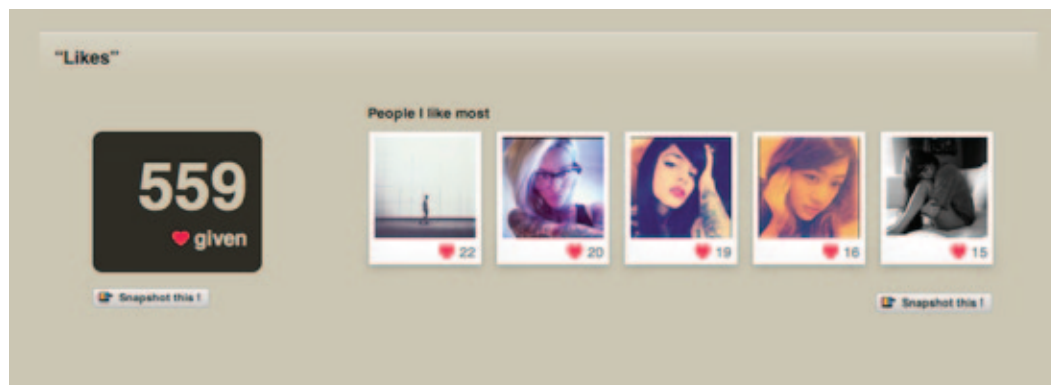 “Likes”
People I like most
559
given
22 20 19 16 15
Snapshot this !
Snapshot this !